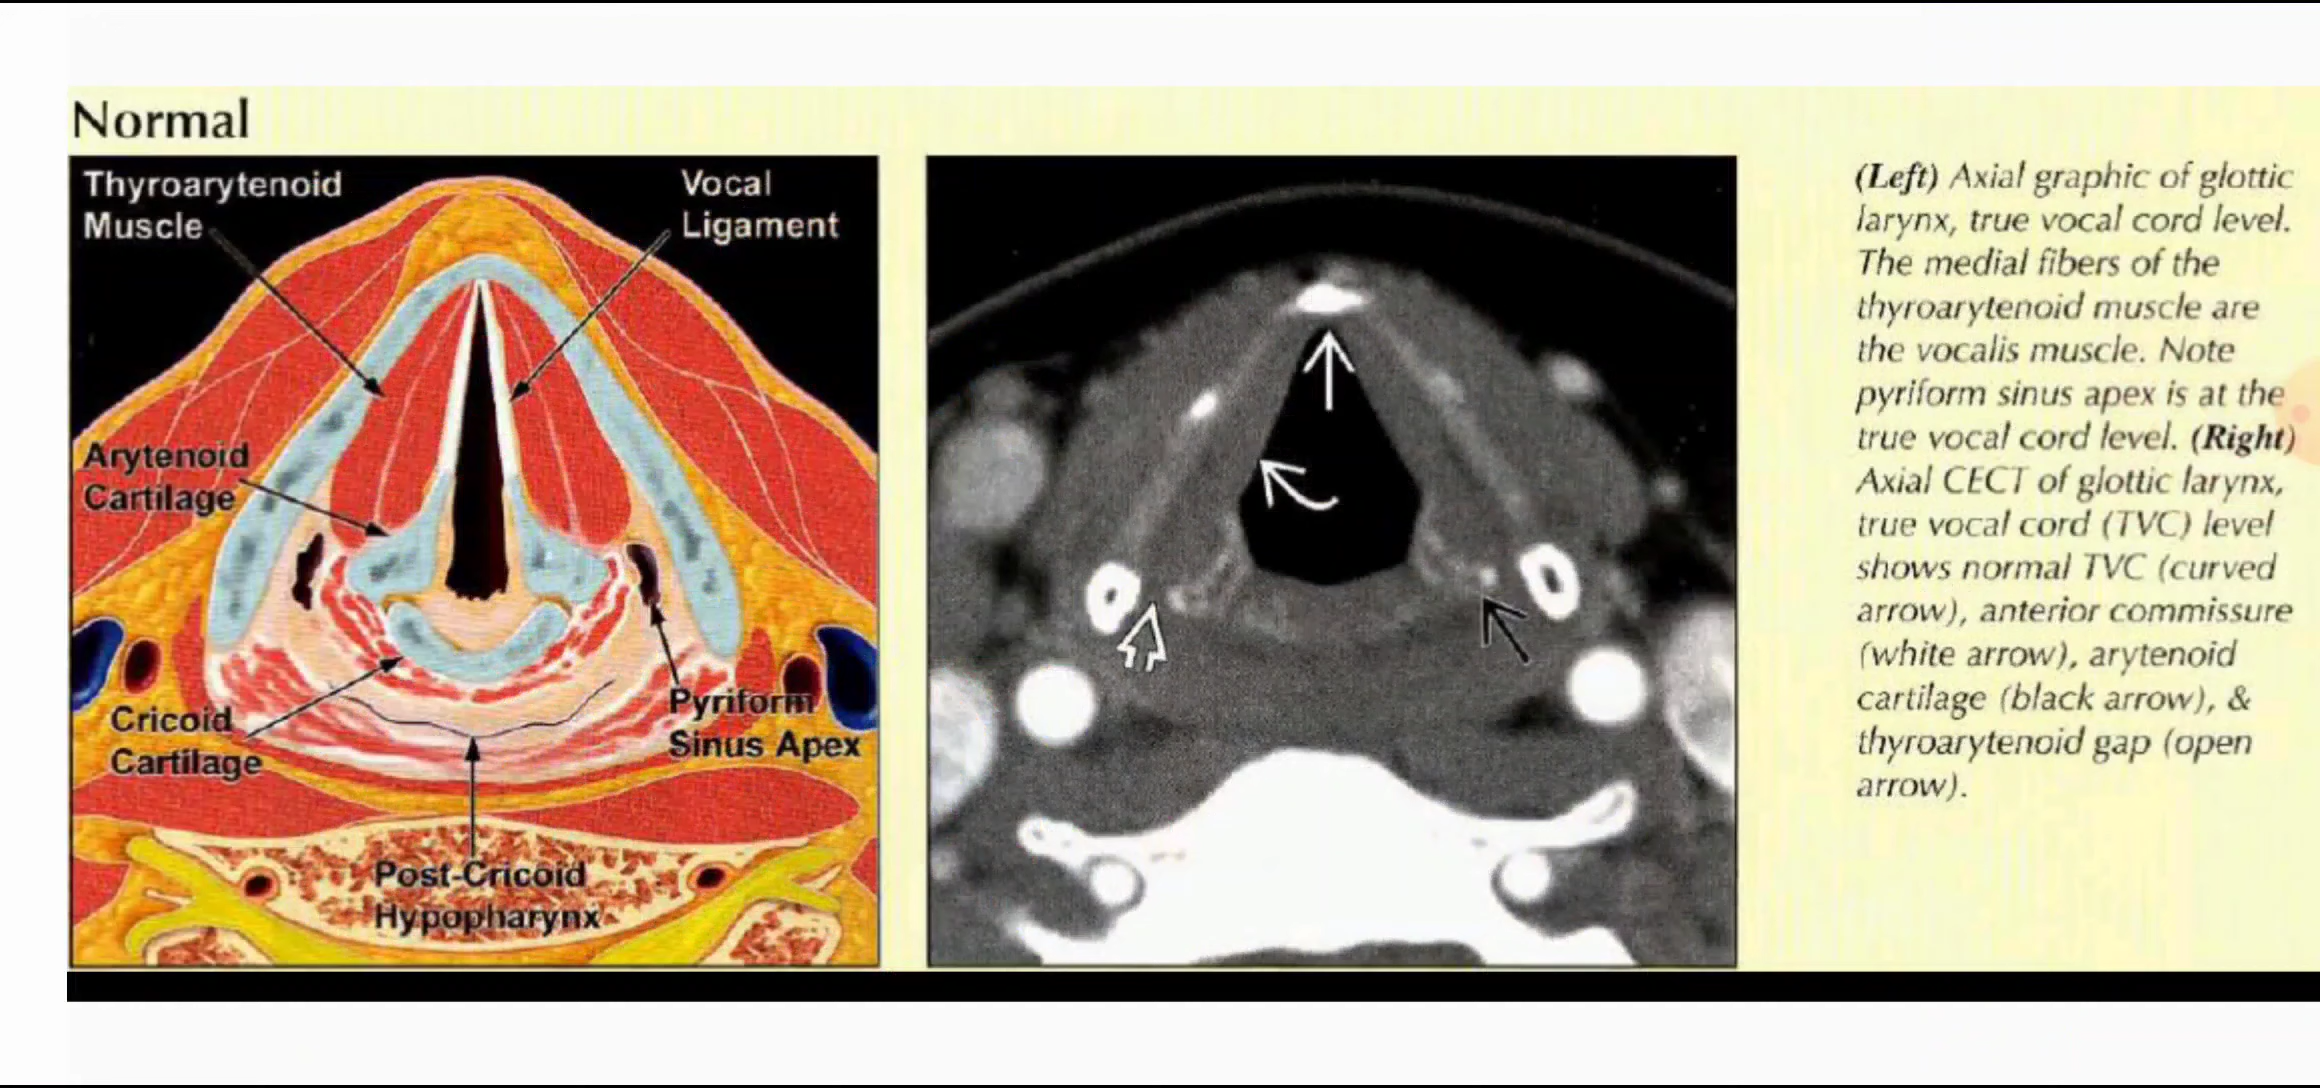 Normal
Thyroarytenoid
Muscle
Vocal
Ligament
Arytenoid
Cartilage
Cricoid
Cartilage
Pyriform
Sinus Apex
Post-Cricoid
Hypopharynx
(Left) Axial graphic of glottic
larynx, true vocal cord level.
The medial fibers of the
thyroarytenoid muscle are
the vocalis muscle. Note
pyriform sinus apex is at the
true vocal cord level. (Right)
Axial CECT of glottic larynx,
true vocal cord (TVC) level
shows normal TVC (curved
arrow), anterior commissure
(white arrow), arytenoid
cartilage (black arrow), &
thyroarytenoid gap (open
arrow).